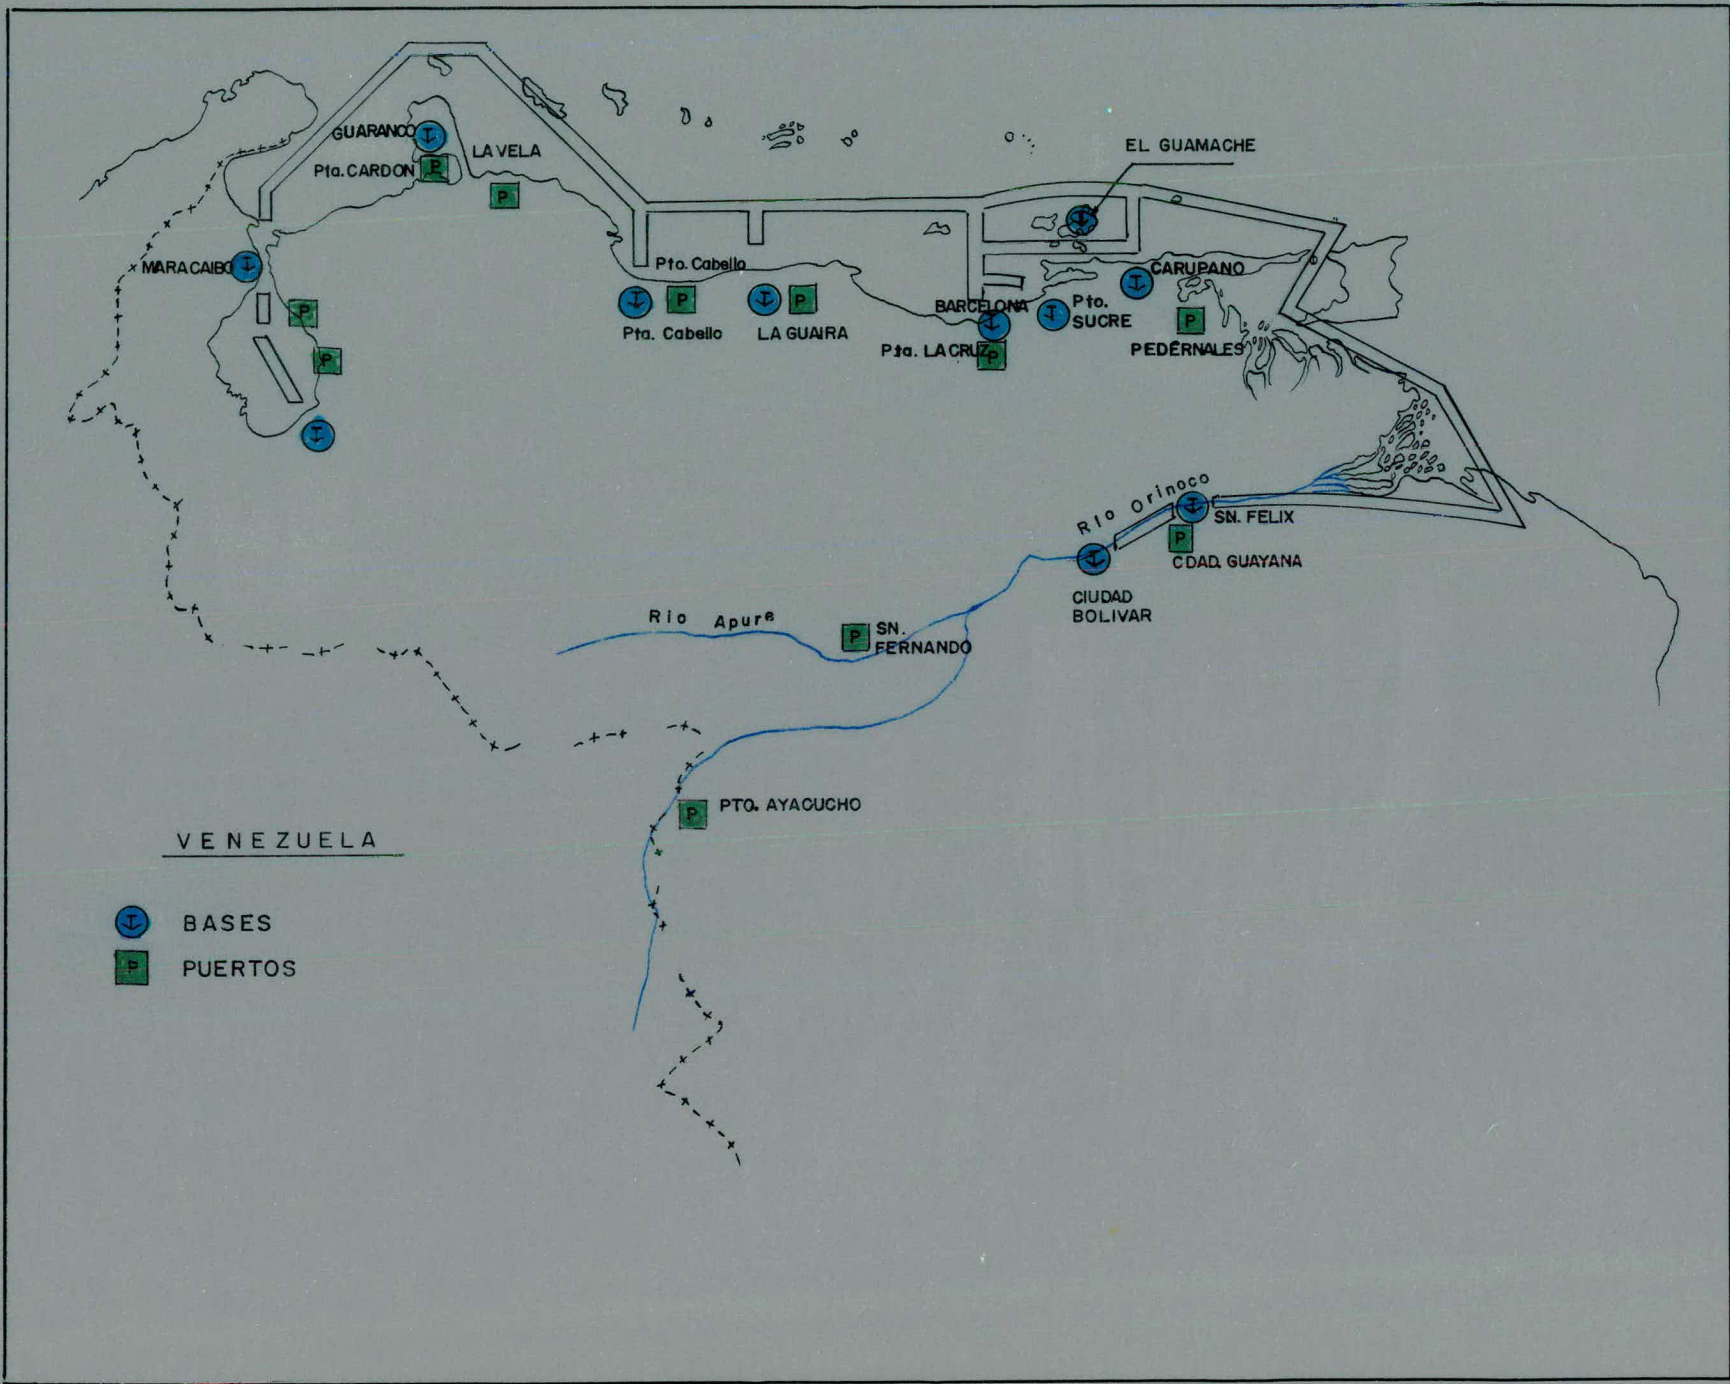 GUARANCO
LA VELA
Pta. CARDON
EL GUAMACHE
MARACAIBO
Pto. Cabello
CARUPANO
BARCELONA
Pto.
SUCRE
Pta. Cabello
LA GUAIRA
Pta. LA CRUZ
PEDERNALES
P
P
P
P
P
P
P
P
Rio Orinoco
SN. FELIX
P
CDAD. GUAYANA
CIUDAD
BOLIVAR
Rio Apure
P
SN.
FERNANDO
P
PTO. AYACUCHO
VENEZUELA
BASES
P
PUERTOS